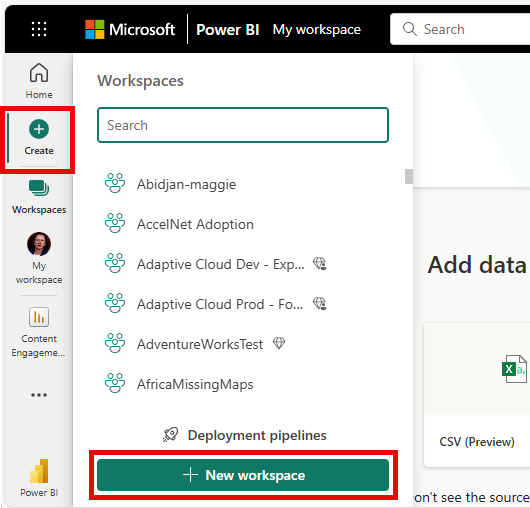 Microsoft Power BI My workspace Search
Home
Create
Workspaces
My
workspace
Content
Engageme...
Power BI
Workspaces
Search
Abidjan-maggie
AccelNet Adoption
Adaptive Cloud Dev - Exp...
Adaptive Cloud Prod - Fo...
AdventureWorksTest
AfricaMissingMaps
Deployment pipelines
New workspace
Add data
CSV (Preview)
on't see the source